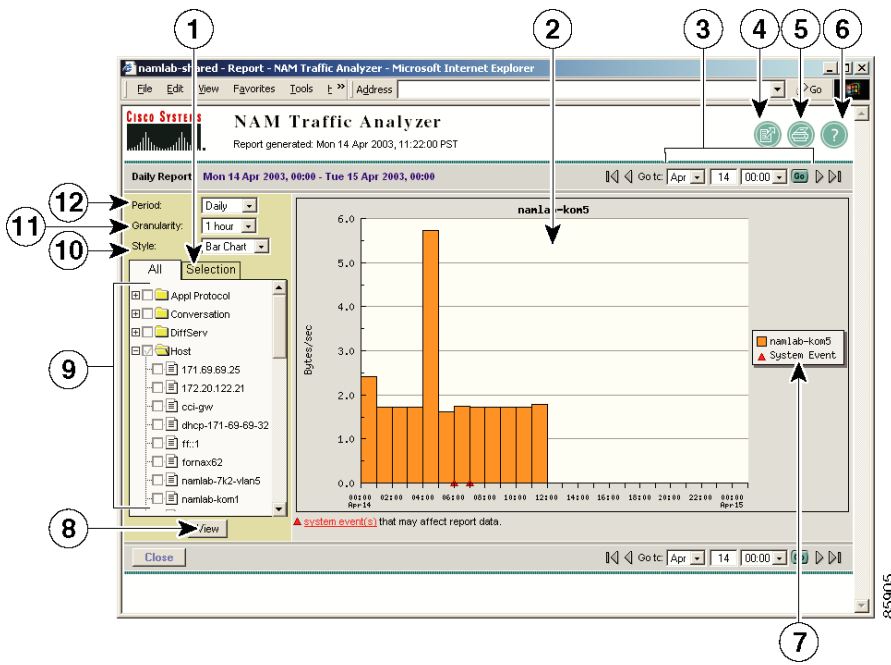 1
2
3
4
5
6
namlab-shared - Report - NAM Traffic Analyzer - Microsoft Internet Explorer
File Edit View Favorites Tools » Address Go
CISCO SYSTEMS
NAM Traffic Analyzer
Report generated: Mon 14 Apr 2003, 11:22:00 PST
?
Daily Report Mon 14 Apr 2003, 00:00 - Tue 15 Apr 2003, 00:00
Go to: Apr 14 00:00 Go
12
Period: Daily
11
Granularity: 1 hour
10
Style: Bar Chart
All Selection
9
Appl Protocol
Conversation
DiffServ
Host
171.69.69.25
172.20.122.21
cci-gw
dhcp-171-69-69-32
ff::1
fornax62
namlab-7k2-vlan5
namlab-kom1
8
View
namlab-kom5
Bytes/sec
6.0
5.0
4.0
3.0
2.0
1.0
0.0
00:00 02:00 04:00 06:00 08:00 10:00 12:00 14:00 16:00 18:00 20:00 22:00 00:00
Apr14 Apr15
namlab-kom5
System Event
system event(s) that may affect report data.
Close
Go to: Apr 14 00:00 Go
7
85905